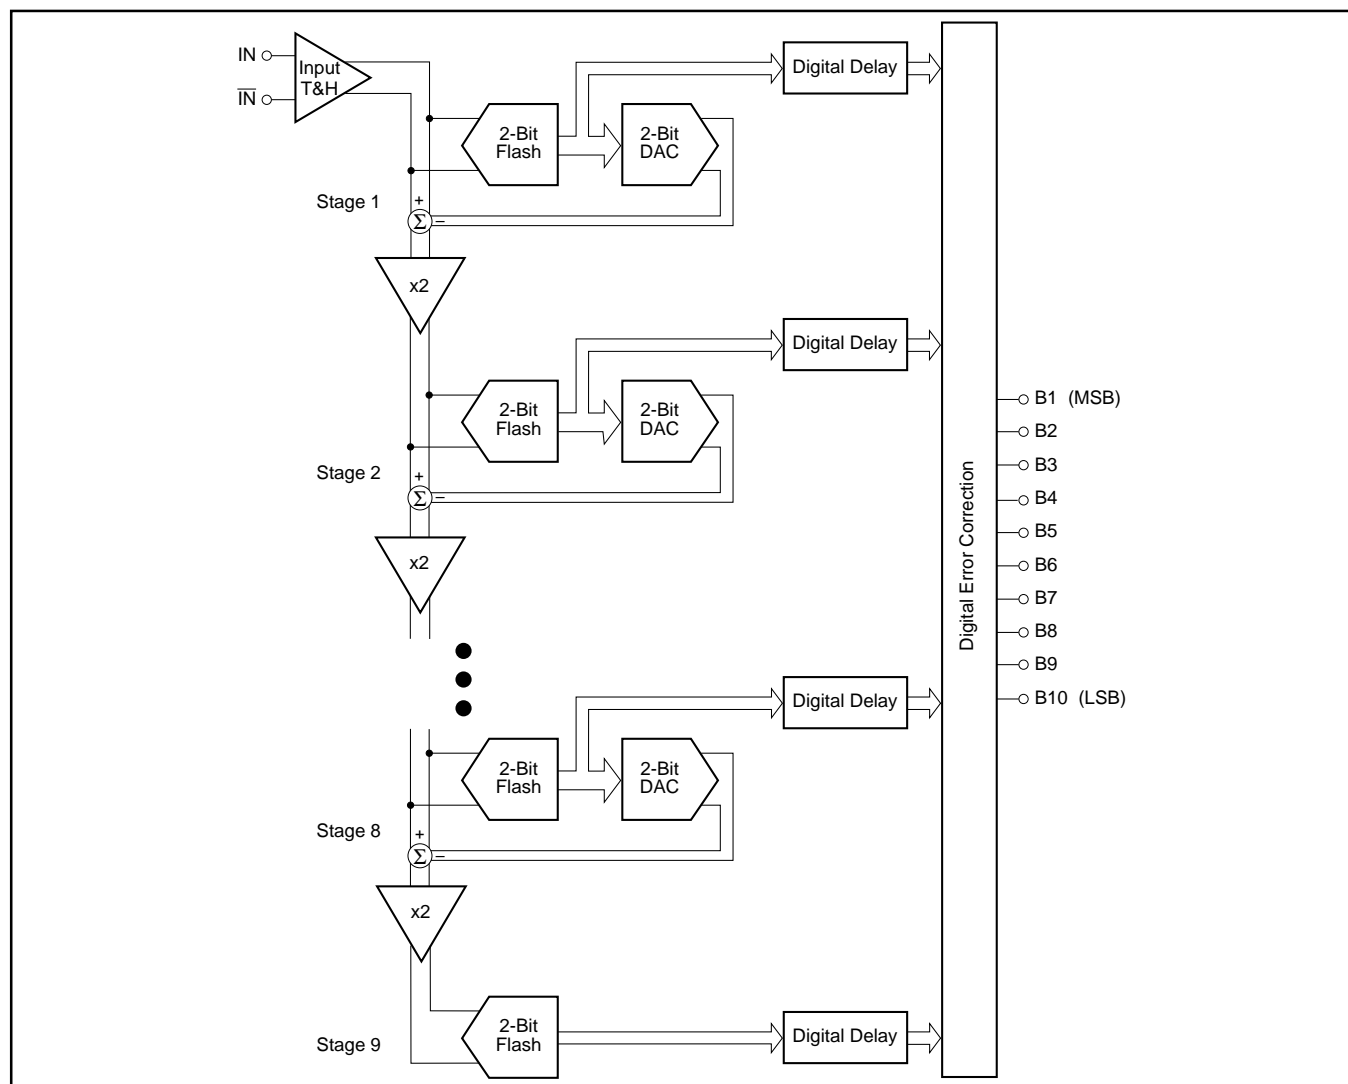 IN
Input
T&H
IN
Digital Delay
2-Bit
Flash
2-Bit
DAC
Stage 1
+
Σ
–
x2
Digital Delay
2-Bit
Flash
2-Bit
DAC
Stage 2
+
Σ
–
x2
Digital Delay
2-Bit
Flash
2-Bit
DAC
Stage 8
+
Σ
–
x2
2-Bit
Flash
Digital Delay
Stage 9
Digital Error Correction
B1 (MSB)
B2
B3
B4
B5
B6
B7
B8
B9
B10 (LSB)